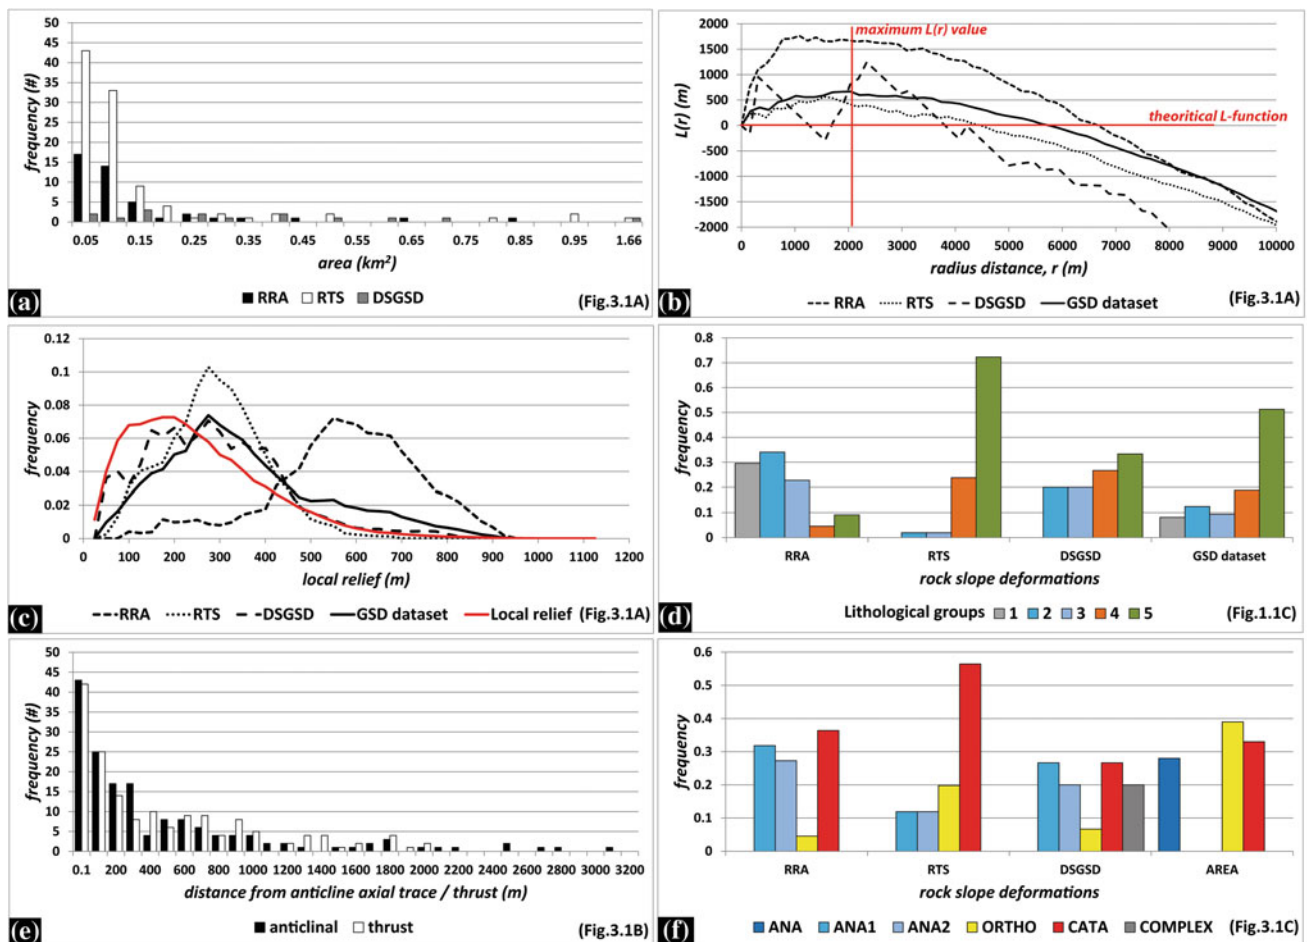 50
45
40
35
30
25
20
15
10
5
0
frequency (#)
0.05 0.15 0.25 0.35 0.45 0.55 0.65 0.75 0.85 0.95 1.66
area (km²)
RRA RTS DSGSD
(a)
(Fig.3.1A)
2000
1500
1000
500
0
-500
-1000
-1500
-2000
L(r) (m)
maximum L(r) value
theoritical L-function
0 1000 2000 3000 4000 5000 6000 7000 8000 9000 10000
radius distance, r (m)
RRA RTS DSGSD GSD dataset
(b)
(Fig.3.1A)
0.12
0.1
0.08
0.06
0.04
0.02
0
frequency
0 100 200 300 400 500 600 700 800 900 1000 1100 1200
local relief (m)
RRA RTS DSGSD GSD dataset Local relief
(c)
(Fig.3.1A)
0.8
0.7
0.6
0.5
0.4
0.3
0.2
0.1
0
frequency
RRA RTS DSGSD GSD dataset
rock slope deformations
Lithological groups 1 2 3 4 5
(d)
(Fig.1.1C)
50
45
40
35
30
25
20
15
10
5
0
frequency (#)
0.1 200 400 600 800 1000 1200 1400 1600 1800 2000 2200 2400 2600 2800 3000 3200
distance from anticline axial trace / thrust (m)
anticlinal thrust
(e)
(Fig.3.1B)
0.6
0.5
0.4
0.3
0.2
0.1
0
frequency
RRA RTS DSGSD AREA
rock slope deformations
ANA ANA1 ANA2 ORTHO CATA COMPLEX
(f)
(Fig.3.1C)